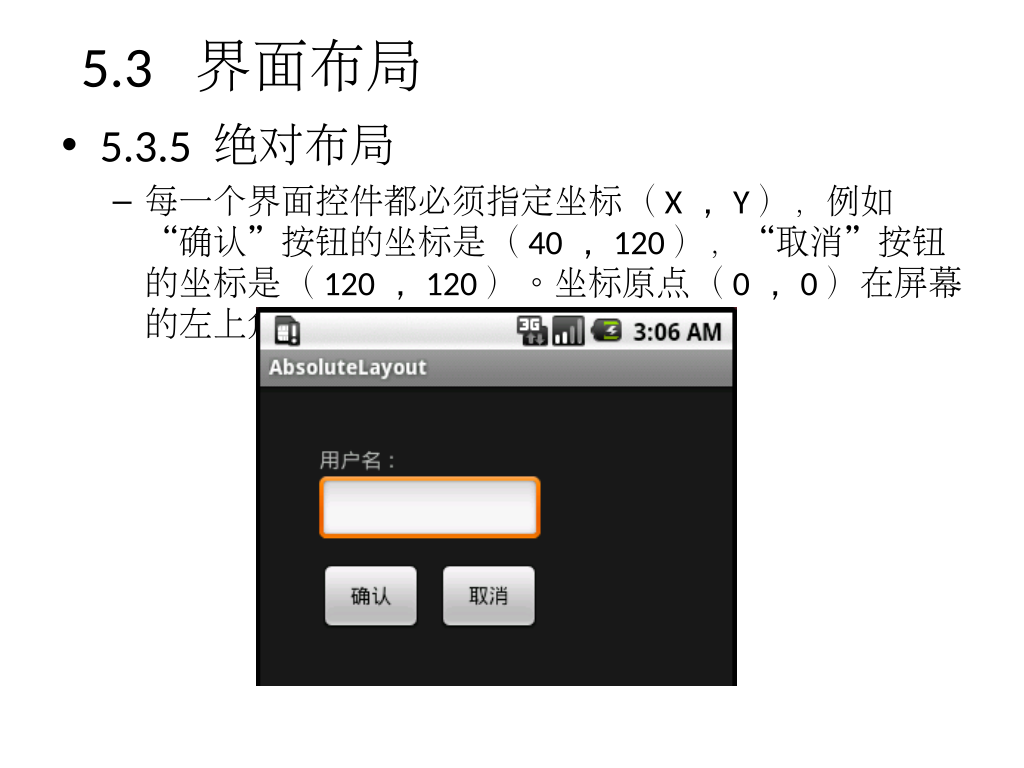 5.3 界面布局
• 5.3.5 绝对布局
– 每一个界面控件都必须指定坐标（X ，Y），例如
“确认”按钮的坐标是（40 ，120），“取消”按钮
的坐标是（120 ，120）。坐标原点（0 ，0）在屏幕
的左上
3G 3:06 AM
AbsoluteLayout
用户名：
确认 取消